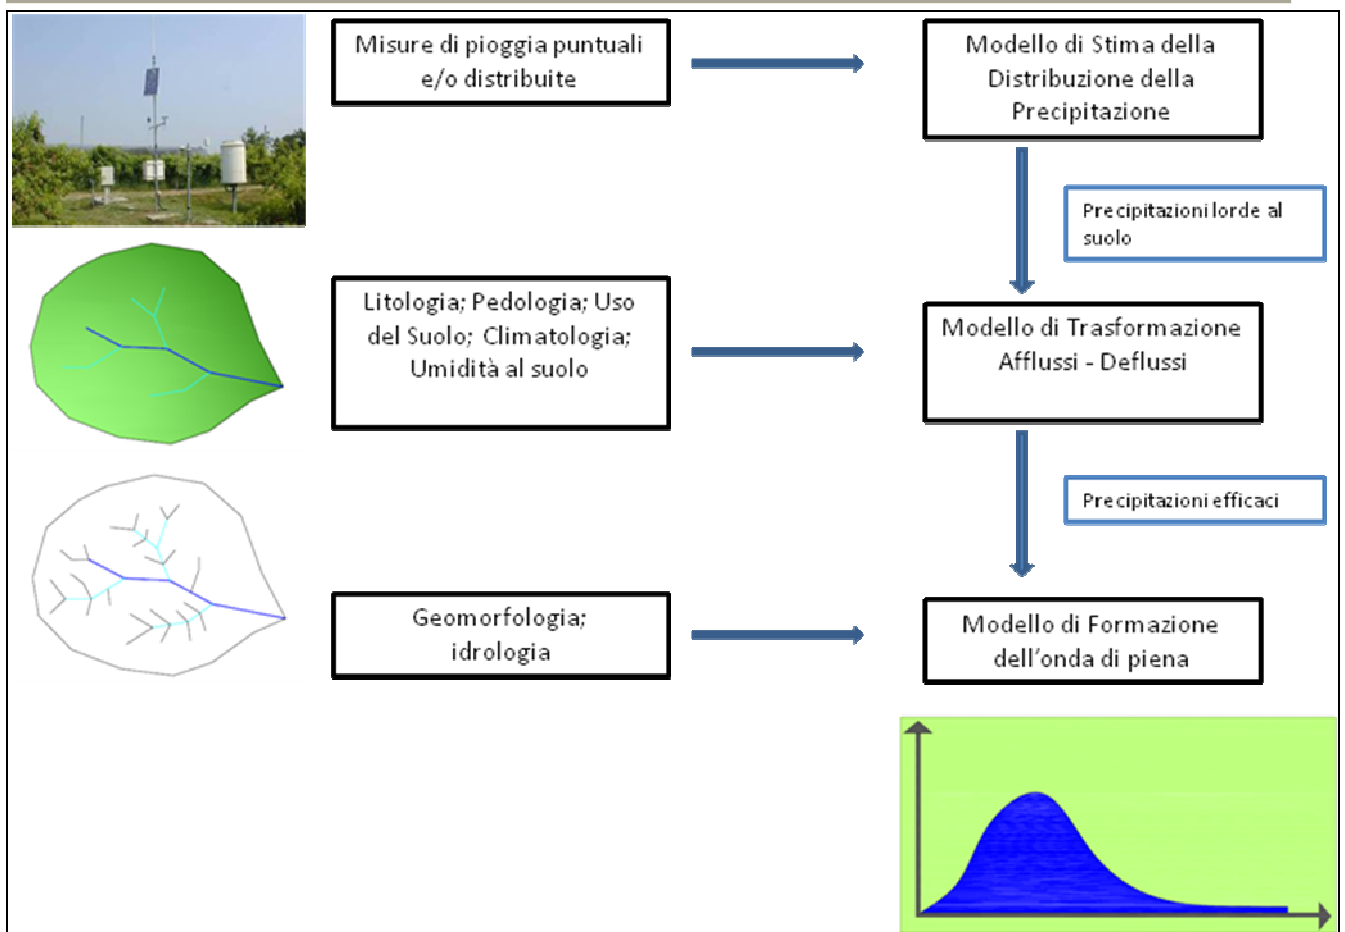 Misure di pioggia puntuali
e/o distribuite
Modello di Stima della
Distribuzione della
Precipitazione
Precipitazioni lorde al
suolo
Litologia; Pedologia; Uso
del Suolo; Climatologia;
Umidità al suolo
Modello di Trasformazione
Afflussi - Deflussi
Precipitazioni efficaci
Geomorfologia;
idrologia
Modello di Formazione
dell'onda di piena